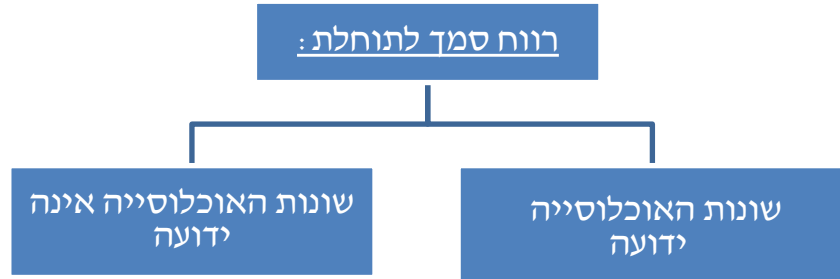 רווח סמך לתוחלת :
שונות האוכלוסייה
ידועה
שונות האוכלוסייה אינה
ידועה